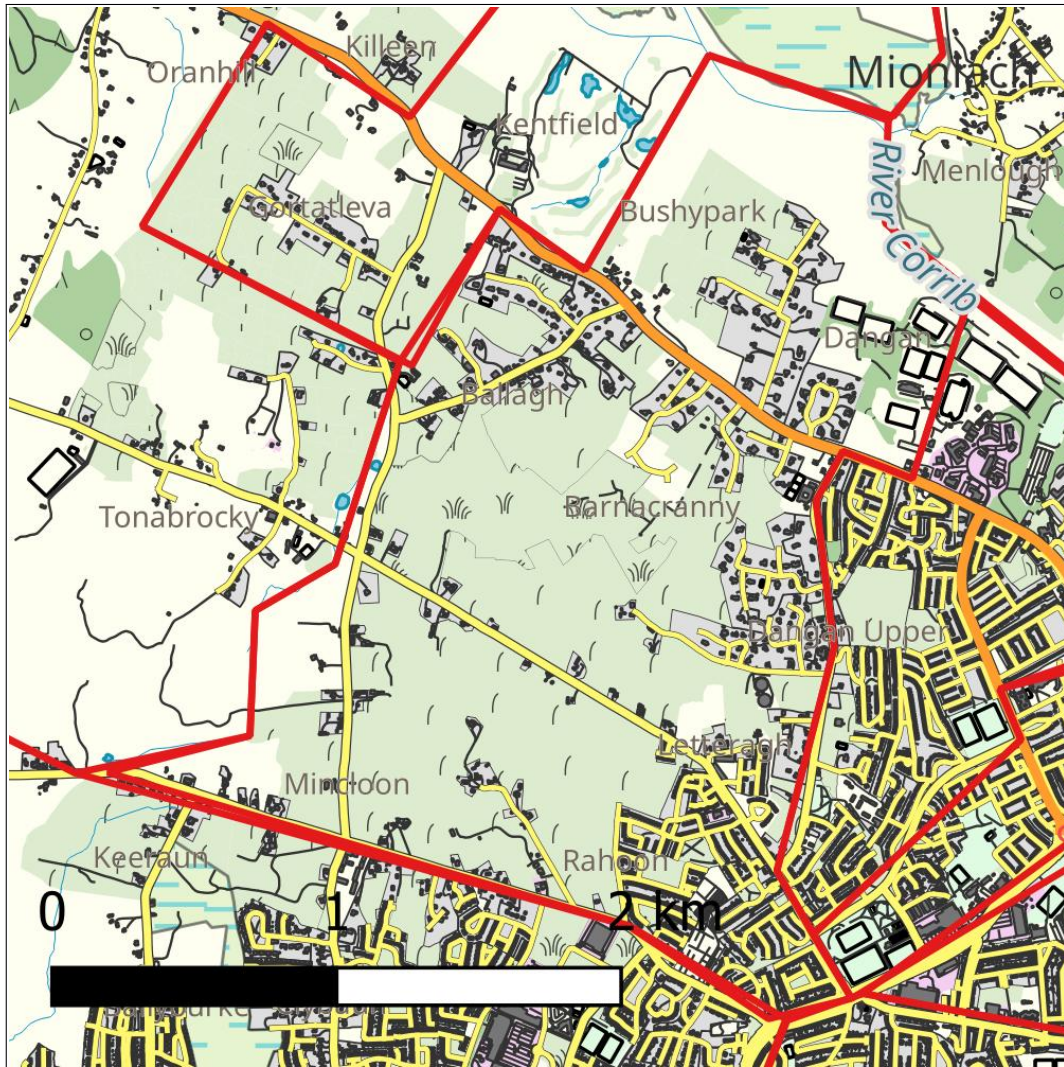 Killeen
Oranhill
Mionlach
Kentfield
Menlough
Gortatleva
Bushypark
River Corrib
Dangan
Ballagh
Barnacranny
Tonabrocky
Dangan Upper
Letteragh
Mincloon
Keeraun
Rahoon
0 1 2 km